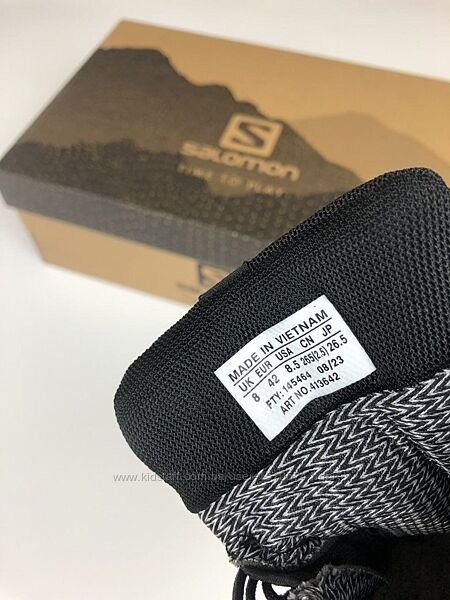 salomon
TIME TO PLAY
MADE IN VIETNAM
UK EUR USA CN JP
8 42 8.5 265(2.5) 26.5
FTY: 145464 08/23
ART NO.413642